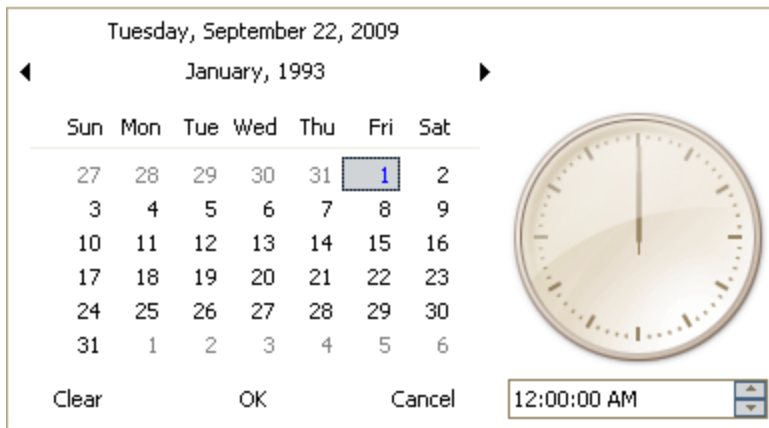 Tuesday, September 22, 2009
January, 1993
Sun Mon Tue Wed Thu Fri Sat
27 28 29 30 31 1 2
3 4 5 6 7 8 9
10 11 12 13 14 15 16
17 18 19 20 21 22 23
24 25 26 27 28 29 30
31 1 2 3 4 5 6
Clear OK Cancel
12:00:00 AM